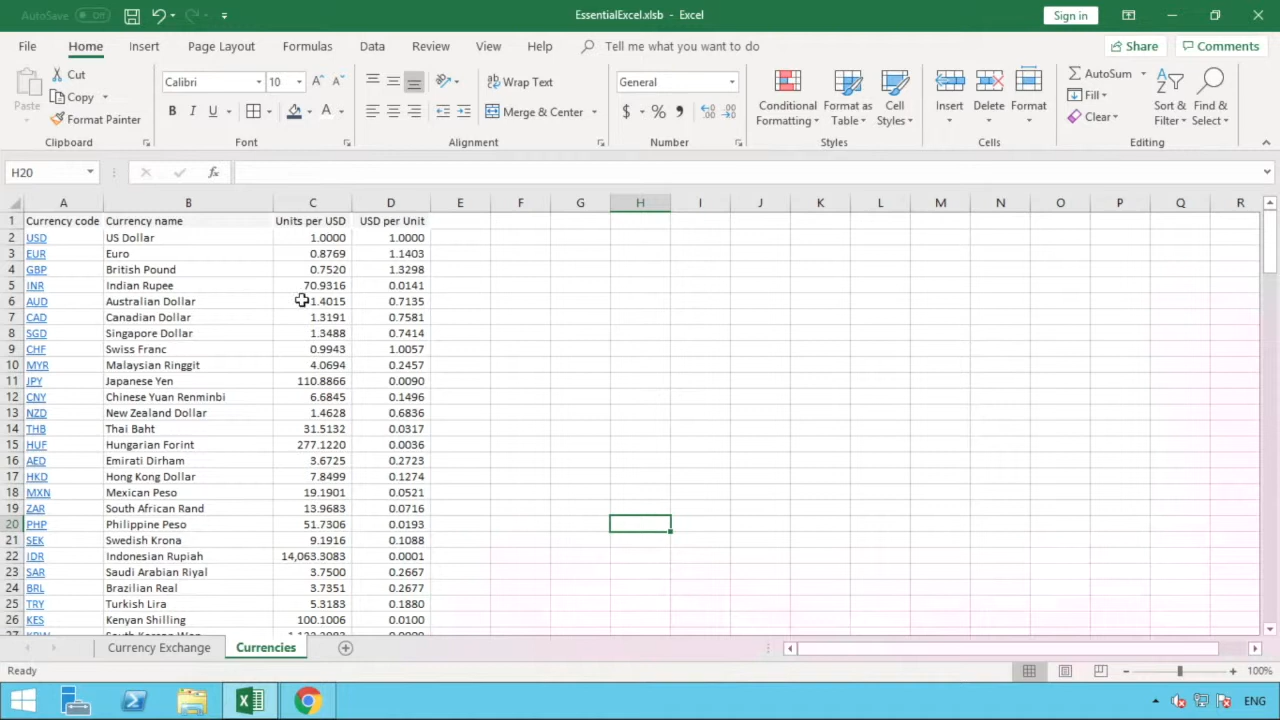 AutoSave Off EssentialExcel.xlsb - Excel Sign in
File Home Insert Page Layout Formulas Data Review View Help Tell me what you want to do Share Comments
Paste Cut Copy Format Painter
Clipboard
Calibri 10 A A
B I U A
Font
Wrap Text
Merge & Center
Alignment
General
$ % ,
Number
Conditional Formatting
Format as Table
Cell Styles
Styles
Insert Delete Format
Cells
AutoSum
Fill
Clear
Sort & Filter
Find & Select
Editing
H20 fx
A B C D E F G H I J K L M N O P Q R
1 Currency code Currency name Units per USD USD per Unit
2 USD US Dollar 1.0000 1.0000
3 EUR Euro 0.8769 1.1403
4 GBP British Pound 0.7520 1.3298
5 INR Indian Rupee 70.9316 0.0141
6 AUD Australian Dollar 1.4015 0.7135
7 CAD Canadian Dollar 1.3191 0.7581
8 SGD Singapore Dollar 1.3488 0.7414
9 CHF Swiss Franc 0.9943 1.0057
10 MYR Malaysian Ringgit 4.0694 0.2457
11 JPY Japanese Yen 110.8866 0.0090
12 CNY Chinese Yuan Renminbi 6.6845 0.1496
13 NZD New Zealand Dollar 1.4628 0.6836
14 THB Thai Baht 31.5132 0.0317
15 HUF Hungarian Forint 277.1220 0.0036
16 AED Emirati Dirham 3.6725 0.2723
17 HKD Hong Kong Dollar 7.8499 0.1274
18 MXN Mexican Peso 19.1901 0.0521
19 ZAR South African Rand 13.9683 0.0716
20 PHP Philippine Peso 51.7306 0.0193
21 SEK Swedish Krona 9.1916 0.1088
22 IDR Indonesian Rupiah 14,063.3083 0.0001
23 SAR Saudi Arabian Riyal 3.7500 0.2667
24 BRL Brazilian Real 3.7351 0.2677
25 TRY Turkish Lira 5.3183 0.1880
26 KES Kenyan Shilling 100.1006 0.0100
Currency Exchange Currencies
Ready 100%
ENG